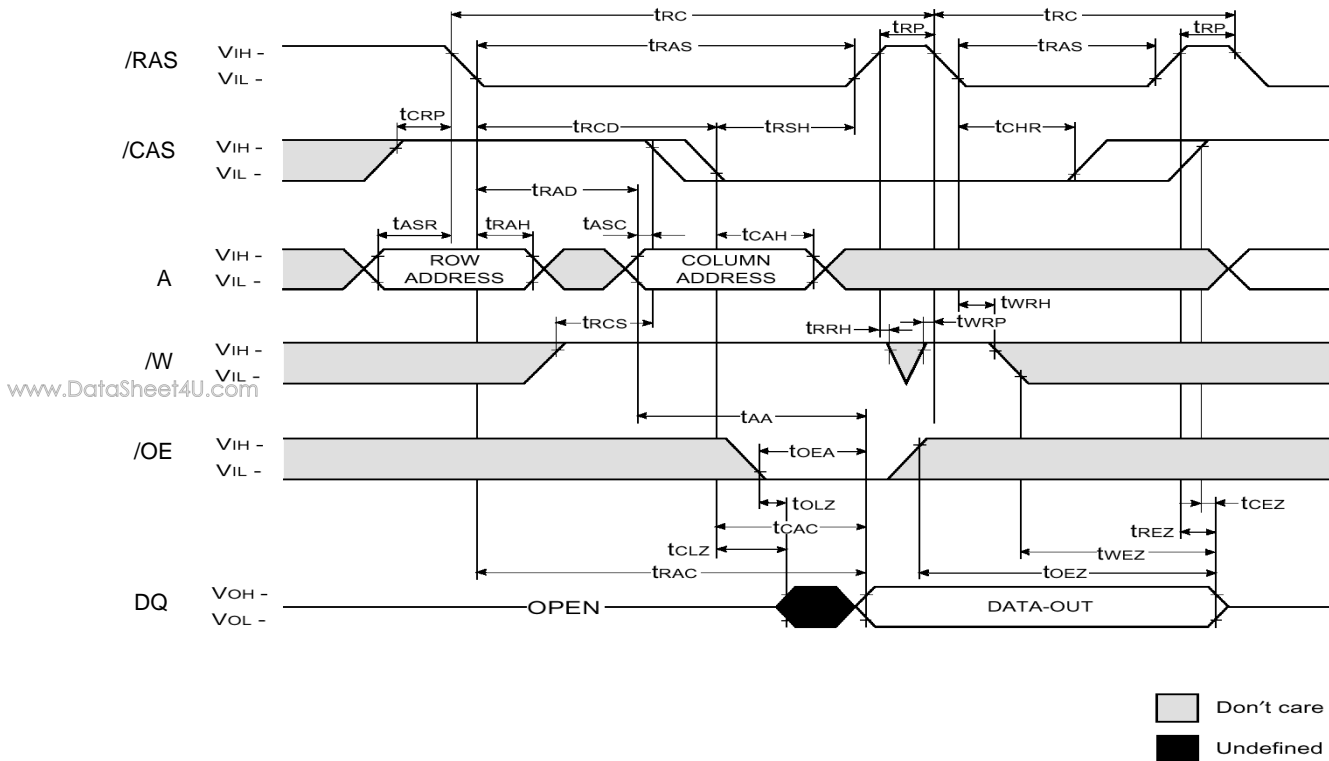 tRC tRC
tRP tRP
tRAS tRAS
/RAS VIH -
VIL -
tCRP tRCD tRSH tCHR
/CAS VIH -
VIL -
tRAD
tASR tRAH tASC tCAH
A VIH -
VIL -
ROW
ADDRESS
COLUMN
ADDRESS
tWRH
tRCS tRRH tWRP
/W VIH -
VIL -
www.DataSheet4U.com
tAA
/OE VIH -
VIL -
tOEA
tOLZ tCEZ
tCAC tREZ
tCLZ tWEZ
tRAC tOEZ
DQ VOH -
VOL -
OPEN DATA-OUT
Don't care
Undefined